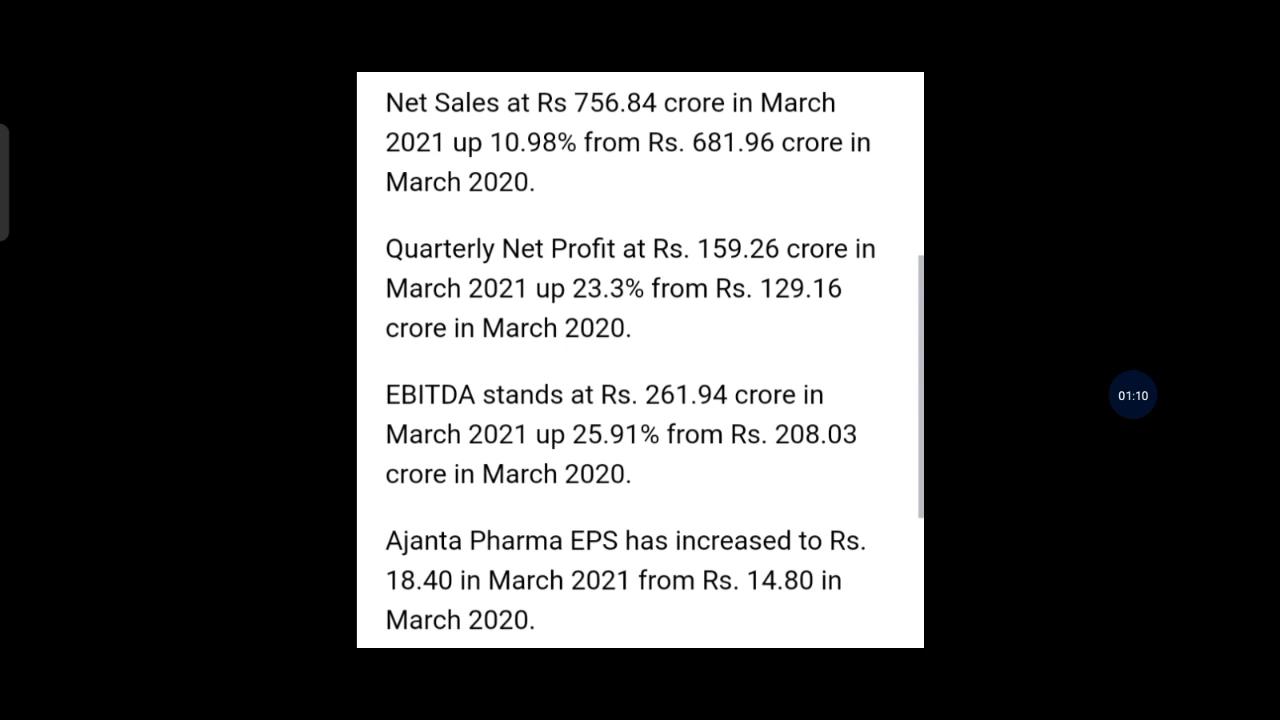 Net Sales at Rs 756.84 crore in March
2021 up 10.98% from Rs. 681.96 crore in
March 2020.
Quarterly Net Profit at Rs. 159.26 crore in
March 2021 up 23.3% from Rs. 129.16
crore in March 2020.
EBITDA stands at Rs. 261.94 crore in
March 2021 up 25.91% from Rs. 208.03
crore in March 2020.
Ajanta Pharma EPS has increased to Rs.
18.40 in March 2021 from Rs. 14.80 in
March 2020.
01:10